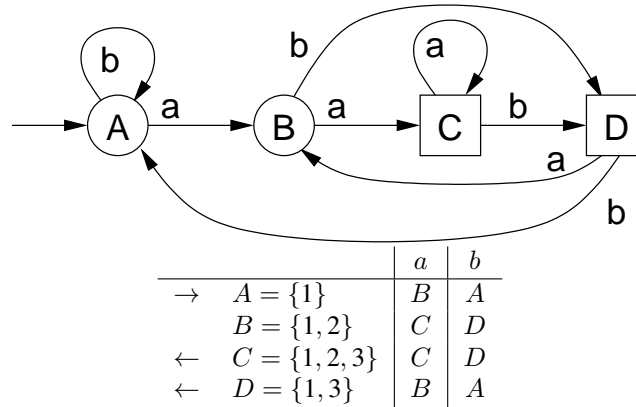 b
b
a
A
a
B
a
C
b
D
a
b
a b
→ A = {1} B A
B = {1, 2} C D
← C = {1, 2, 3} C D
← D = {1, 3} B A